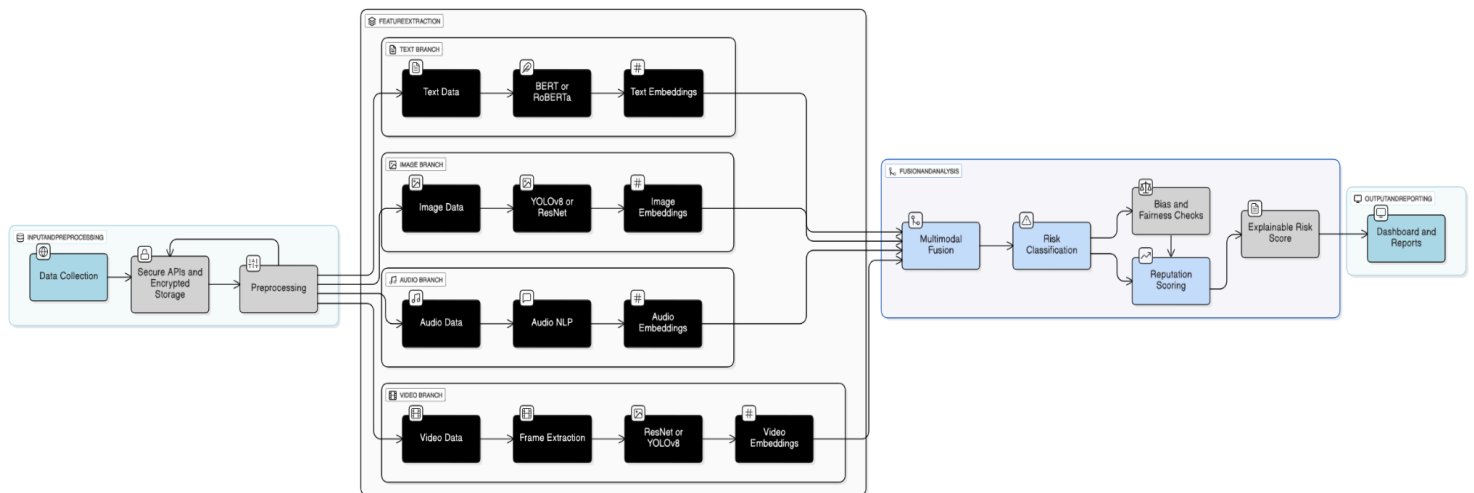 FEATUREEXTRACTION
TEXT BRANCH
Text Data
BERT or
RoBERTa
Text Embeddings
IMAGE BRANCH
Image Data
YOLOv8 or
ResNet
Image
Embeddings
AUDIO BRANCH
Audio Data
Audio NLP
Audio
Embeddings
VIDEO BRANCH
Video Data
Frame Extraction
ResNet or
YOLOv8
Video
Embeddings
INPUTANDPREPROCESSING
Data Collection
Secure APIs and
Encrypted
Storage
Preprocessing
FUSIONANDANALYSIS
Multimodal
Fusion
Risk
Classification
Bias and
Fairness Checks
Reputation
Scoring
Explainable Risk
Score
OUTPUTANDREPORTING
Dashboard and
Reports